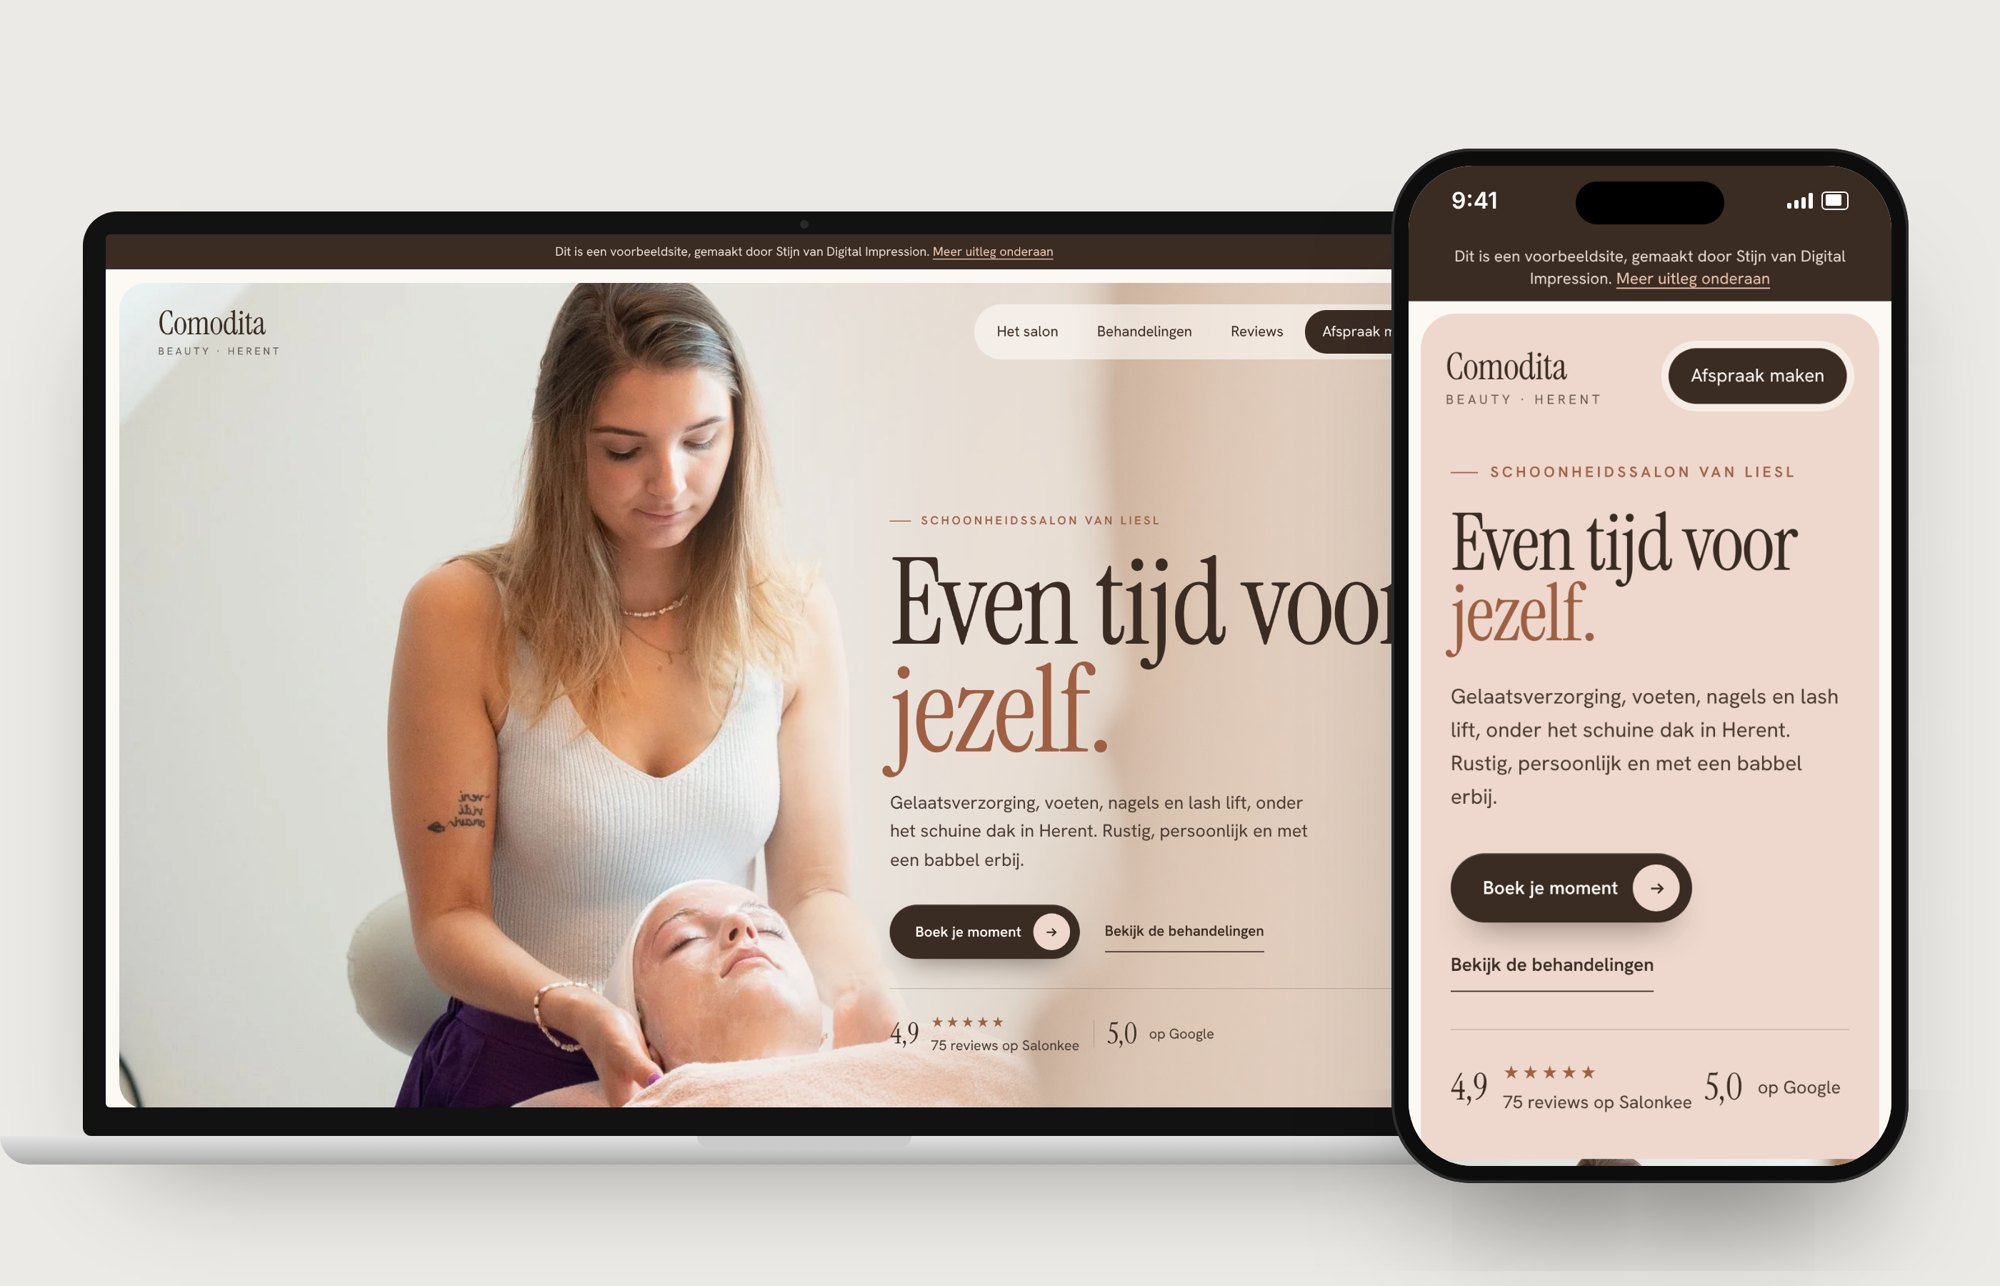 Dit is een voorbeeldsite, gemaakt door Stijn van Digital Impression. Meer uitleg onderaan
Comodita
BEAUTY · HERENT
Het salon
Behandelingen
Reviews
Afspraak m
SCHOONHEIDSSALON VAN LIESL
Even tijd voor
jezelf.
Gelaatsverzorging, voeten, nagels en lash lift, onder
het schuine dak in Herent. Rustig, persoonlijk en met
een babbel erbij.
Boek je moment →
Bekijk de behandelingen
4,9
★★★★★
75 reviews op Salonkee
5,0 op Google
9:41
Dit is een voorbeeldsite, gemaakt door Stijn van Digital
Impression. Meer uitleg onderaan
Comodita
BEAUTY · HERENT
Afspraak maken
SCHOONHEIDSSALON VAN LIESL
Even tijd voor
jezelf.
Gelaatsverzorging, voeten, nagels en lash
lift, onder het schuine dak in Herent.
Rustig, persoonlijk en met een babbel
erbij.
Boek je moment →
Bekijk de behandelingen
4,9
★★★★★
75 reviews op Salonkee
5,0 op Google